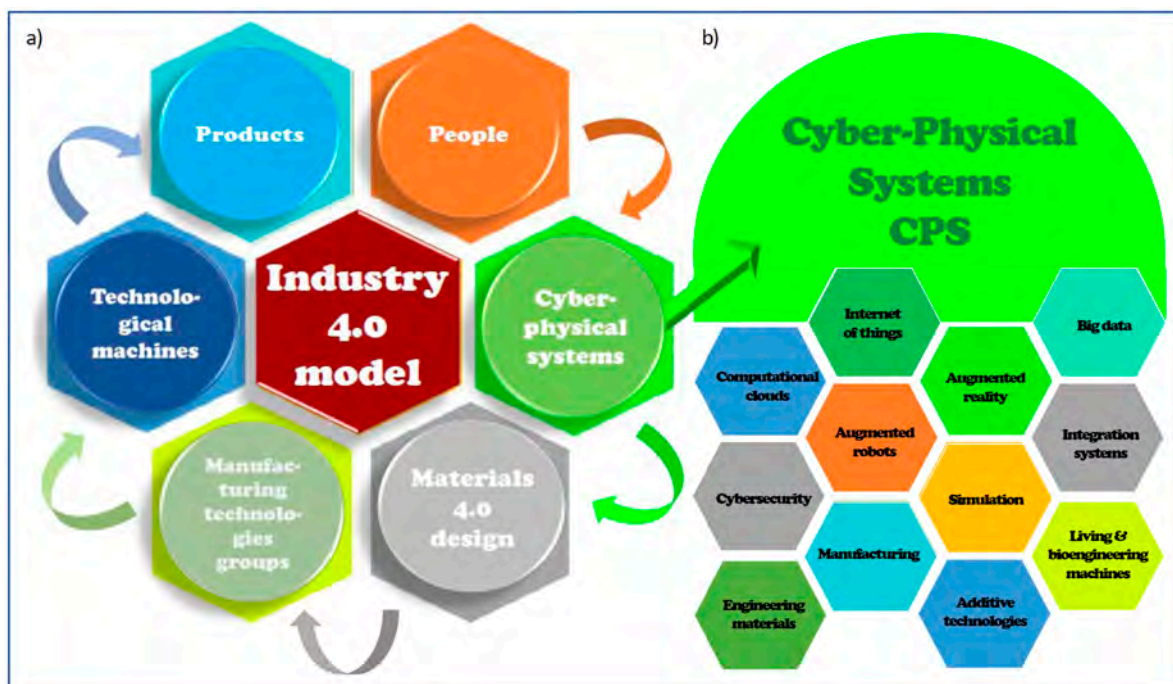 a)
Products
People
Technolo-
gical
machines
Industry
4.0
model
Cyber-
physical
systems
Manufac-
turing
technolo-
gies
groups
Materials
4.0
design
b)
Cyber-Physical
Systems
CPS
Internet
of things
Big data
Computational
clouds
Augmented
reality
Augmented
robots
Integration
systems
Cybersecurity
Simulation
Manufacturing
Living &
bioengineering
machines
Engineering
materials
Additive
technologies